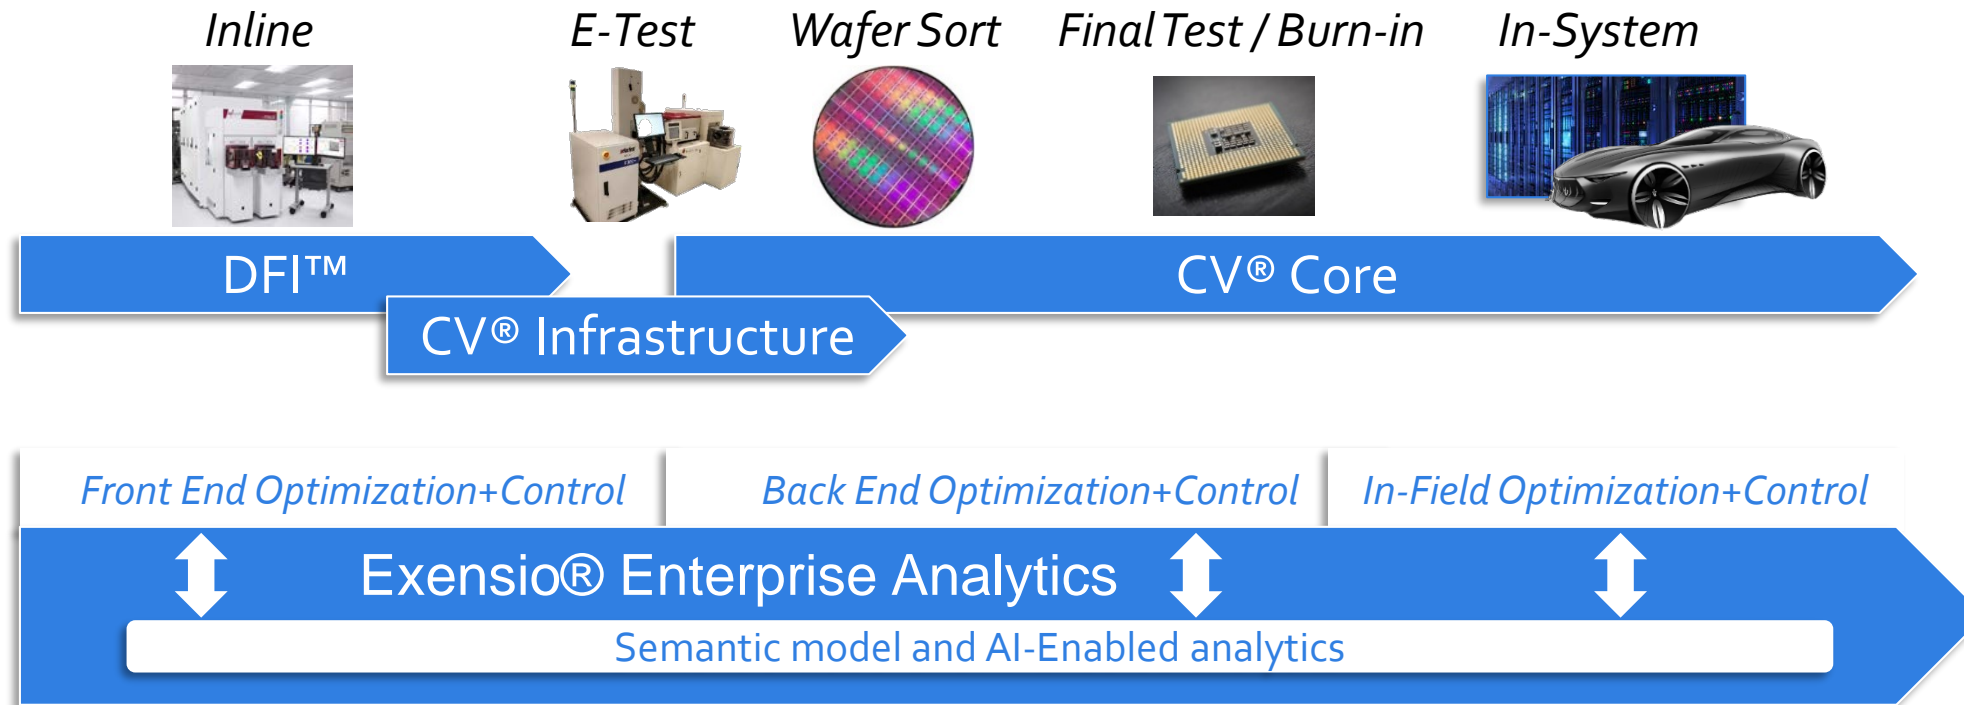 Inline
E-Test
Wafer Sort
Final Test / Burn-in
In-System
DFI™
CV® Core
CV® Infrastructure
Front End Optimization+Control
Back End Optimization+Control
In-Field Optimization+Control
Exensio® Enterprise Analytics
Semantic model and AI-Enabled analytics